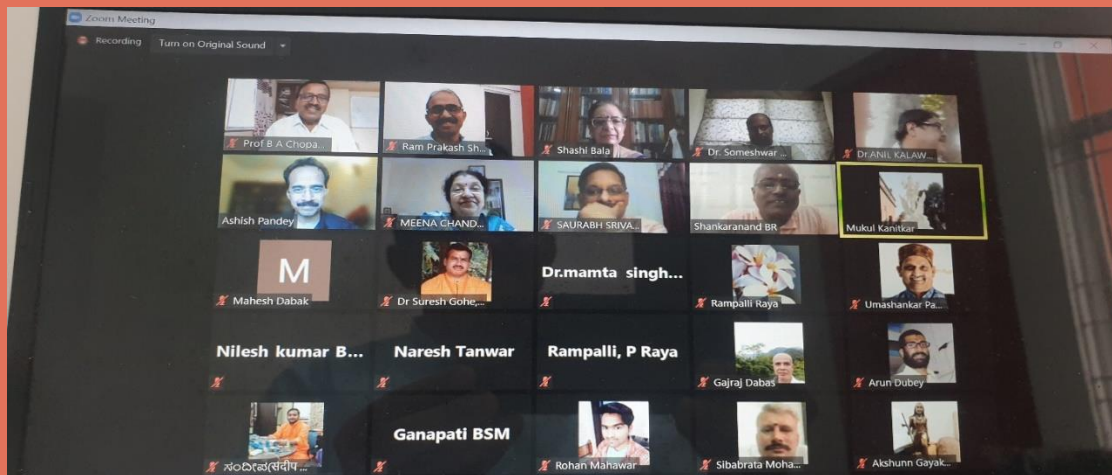 Zoom Meeting
Recording
Turn on Original Sound
Prof B A Chopa...
Ram Prakash Sh...
Shashi Bala
Dr. Someshwar ...
Dr ANIL KALAW...
Ashish Pandey
MEENA CHAND...
SAURABH SRIVA...
Shankaranand BR
Mukul Kanitkar
M
Mahesh Dabak
Dr Suresh Gohe,...
Dr.mamta singh...
Rampalli Raya
Umashankar Pa...
Nilesh kumar B...
Naresh Tanwar
Rampalli, P Raya
Gajraj Dabas
Arun Dubey
ಸಂದೀಪ(संदीप ...
Ganapati BSM
Rohan Mahawar
Sibabrata Moha...
Akshunn Gayak...